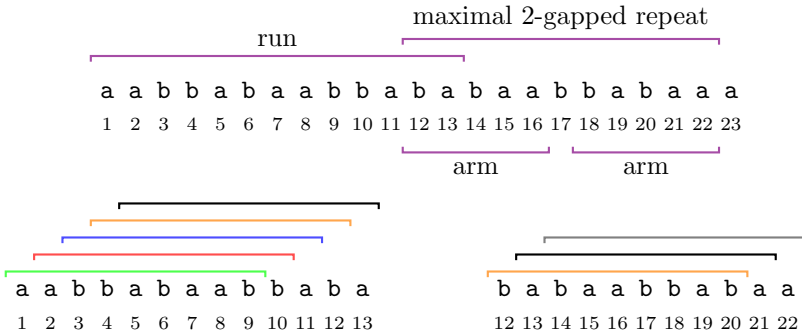 maximal 2-gapped repeat
run
a a b b a b a a b b a b a b a a b b a b a a a
1 2 3 4 5 6 7 8 9 10 11 12 13 14 15 16 17 18 19 20 21 22 23
arm arm
a a b b a b a a b b a b a
1 2 3 4 5 6 7 8 9 10 11 12 13
b a b a a b b a b a a
12 13 14 15 16 17 18 19 20 21 22